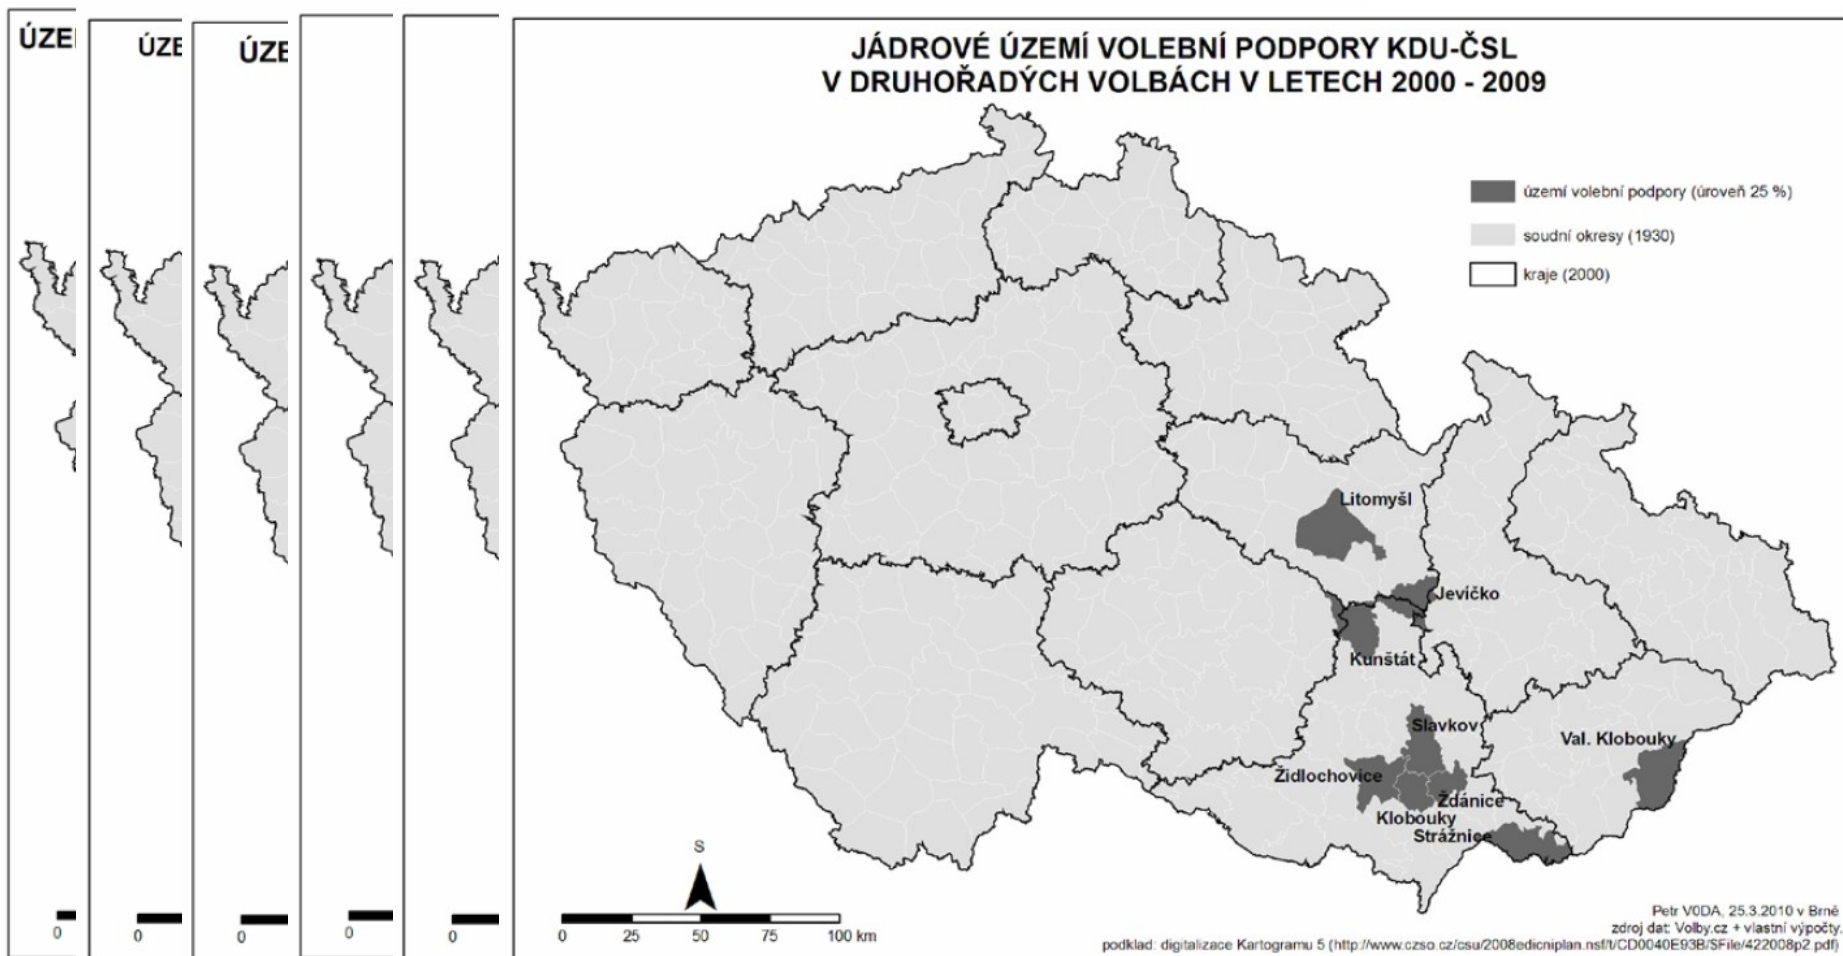 ÚZE
ÚZE
ÚZE
JÁDROVÉ ÚZEMÍ VOLEBNÍ PODPORY KDU-ČSL
V DRUHOŘADÝCH VOLBÁCH V LETECH 2000 - 2009
území volební podpory (úroveň 25 %)
soudní okresy (1930)
kraje (2000)
Litomyšl
Jevíčko
Kunštát
Slavkov
Val. Klobouky
Židlochovice
Ždánice
Klobouky
Strážnice
S
0
0
0
0
0
0 25 50 75 100 km
Petr V0DA, 25.3.2010 v Brně
zdroj dat: Volby.cz + vlastní výpočty.
podklad: digitalizace Kartogramu 5 (http://www.czso.cz/csu/2008edicniplan.nsf/t/CD0040E93B/$File/422008p2.pdf)